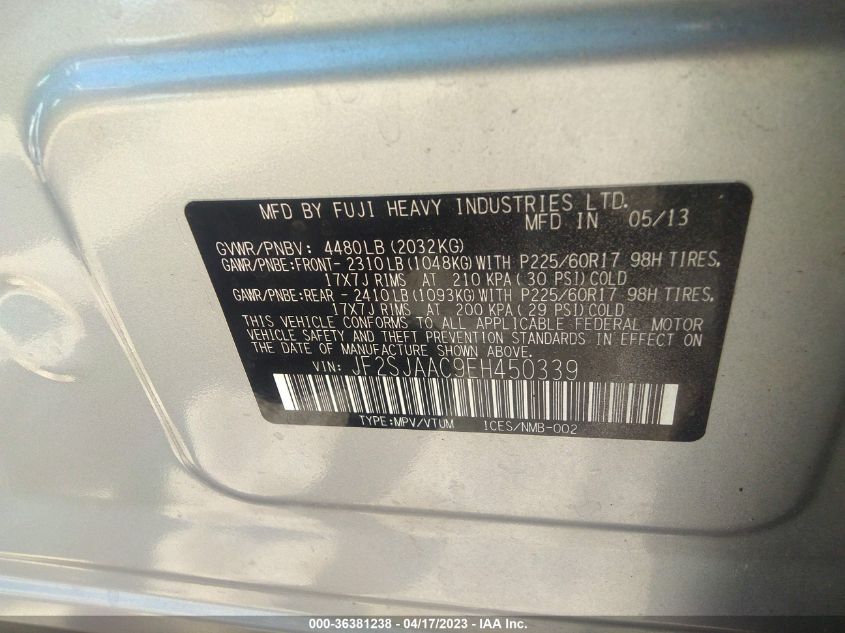 MFD BY FUJI HEAVY INDUSTRIES LTD.
MFD IN 05/13
GVWR/PNBV: 4480LB(2032KG)
GAWR/PNBE:FRONT- 2310LB(1048KG)WITH P225/60R17 98H TIRES,
17X7J RIMS AT 210 KPA(30 PSI)COLD
GAWR/PNBE:REAR - 2410LB(1093KG)WITH P225/60R17 98H TIRES,
17X7J RIMS AT 200 KPA(29 PSI)COLD
THIS VEHICLE CONFORMS TO ALL APPLICABLE FEDERAL MOTOR
VEHICLE SAFETY AND THEFT PREVENTION STANDARDS IN EFFECT ON
THE DATE OF MANUFACTURE SHOWN ABOVE.
VIN: JF2SJAAC9EH450339
TYPE:MPV/VTUM 1CES/NMB-002
000-36381238 - 04/17/2023 - IAA Inc.